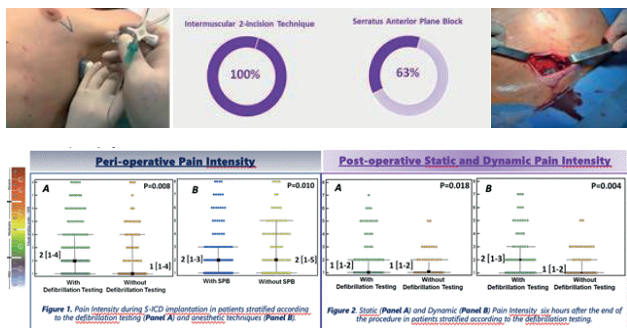 Intermuscular 2-incision Technique
Serratus Anterior Plane Block
100%
63%
Peri-operative Pain Intensity
Post-operative Static and Dynamic Pain Intensity
A
P=0.008
B
P=0.010
2 [1-4]
1 [1-4]
2 [1-3]
2 [1-5]
With
Defibrillation Testing
Without
Defibrillation Testing
With SPB
Without SPB
A
P=0.018
B
P=0.004
1 [1-2]
1 [1-2]
2 [1-3]
1 [1-2]
With
Defibrillation Testing
Without
Defibrillation Testing
With
Defibrillation Testing
Without
Defibrillation Testing
Figure 1. Pain Intensity during S-ICD implantation in patients stratified according
to the defibrillation testing (Panel A) and anesthetic techniques (Panel B).
Figure 2. Static (Panel A) and Dynamic (Panel B) Pain Intensity six hours after the end of
the procedure in patients stratified according to the defibrillation testing.